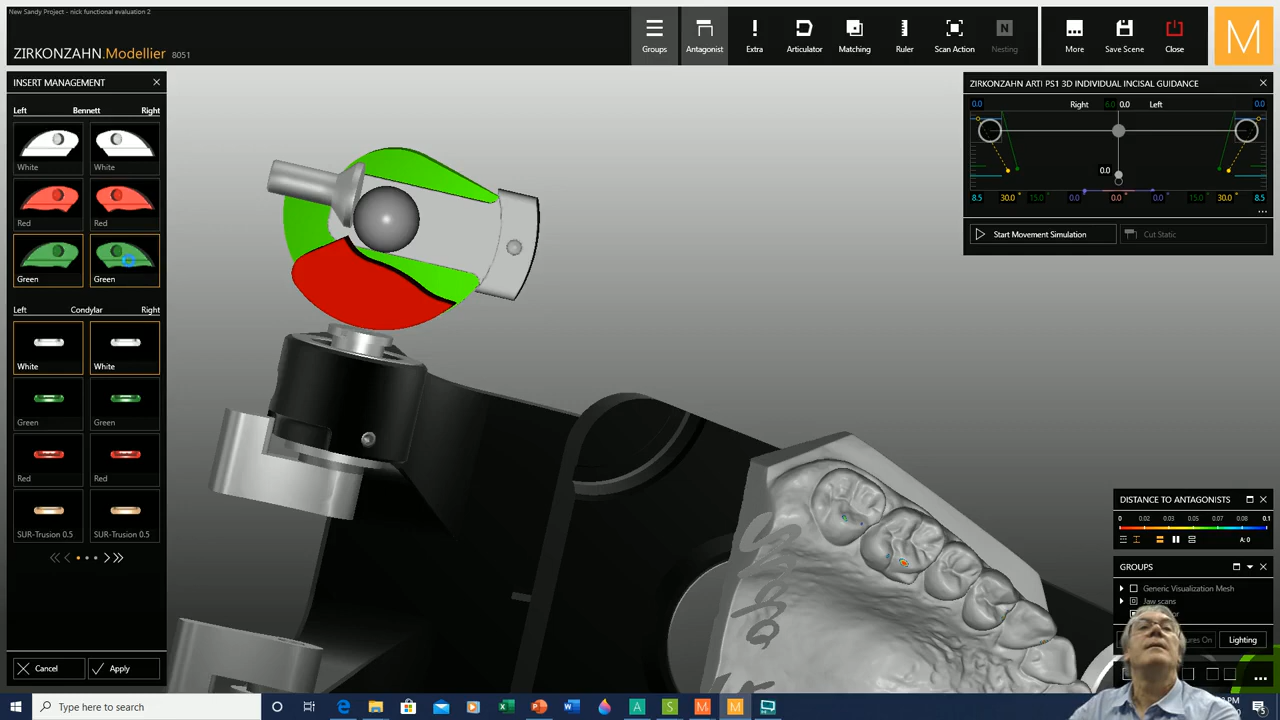 New Sandy Project - nick functional evaluation 2
ZIRKONZAHN.Modellier 8051
Groups
Antagonist
Extra
Articulator
Matching
Ruler
Scan Action
N
Nesting
More
Save Scene
Close
M
INSERT MANAGEMENT
Left Bennett Right
White White
Red Red
Green Green
Left Condylar Right
White White
Green Green
Red Red
SUR-Trusion 0.5 SUR-Trusion 0.5
Cancel Apply
ZIRKONZAHN ARTI PS1 3D INDIVIDUAL INCISAL GUIDANCE
0.0 Right 6.0 0.0 Left 0.0
0.0
8.5 30.0° 15.0° 0.0° 0.0° 0.0° 15.0° 30.0° 8.5
Start Movement Simulation Cut Static
DISTANCE TO ANTAGONISTS
0 0.02 0.03 0.05 0.07 0.08 0.1
A: 0
GROUPS
Generic Visualization Mesh
Jaw scans
Lighting
Type here to search